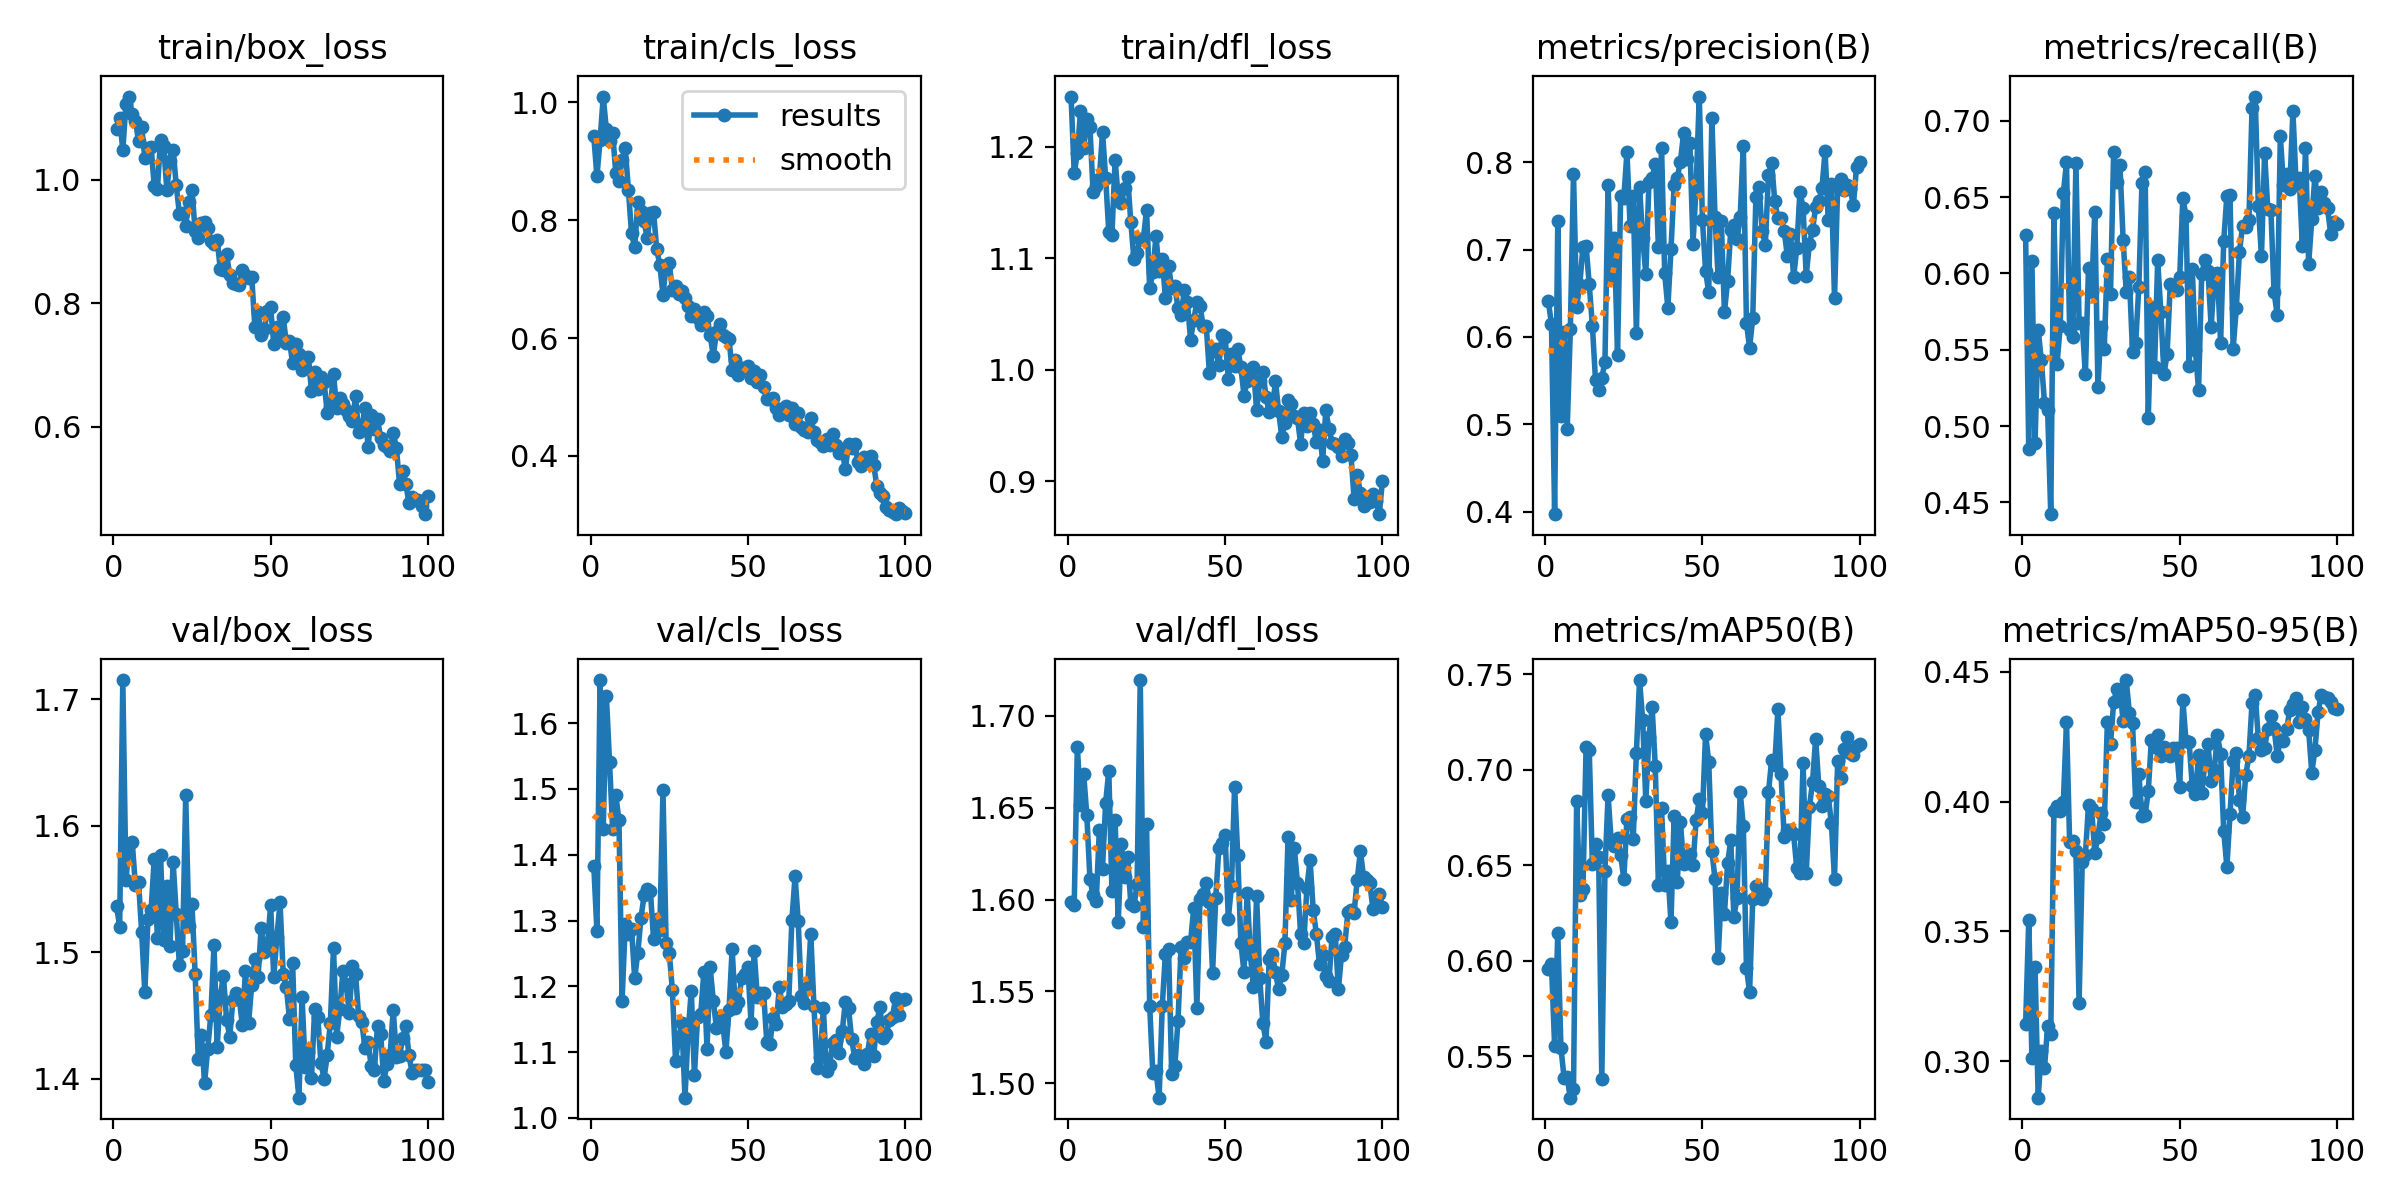 train/box_loss
1.0
0.8
0.6
0 50 100
train/cls_loss
results
smooth
1.0
0.8
0.6
0.4
0 50 100
train/dfl_loss
1.2
1.1
1.0
0.9
0 50 100
metrics/precision(B)
0.8
0.7
0.6
0.5
0.4
0 50 100
metrics/recall(B)
0.70
0.65
0.60
0.55
0.50
0.45
0 50 100
val/box_loss
1.7
1.6
1.5
1.4
0 50 100
val/cls_loss
1.6
1.5
1.4
1.3
1.2
1.1
1.0
0 50 100
val/dfl_loss
1.70
1.65
1.60
1.55
1.50
0 50 100
metrics/mAP50(B)
0.75
0.70
0.65
0.60
0.55
0 50 100
metrics/mAP50-95(B)
0.45
0.40
0.35
0.30
0 50 100